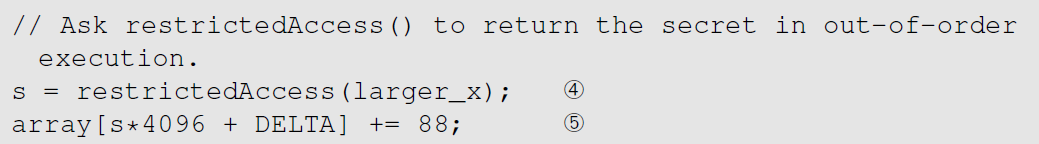 // Ask restrictedAccess() to return the secret in out-of-order
execution.
s = restrictedAccess(larger_x); ④
array[s*4096 + DELTA] += 88; ⑤